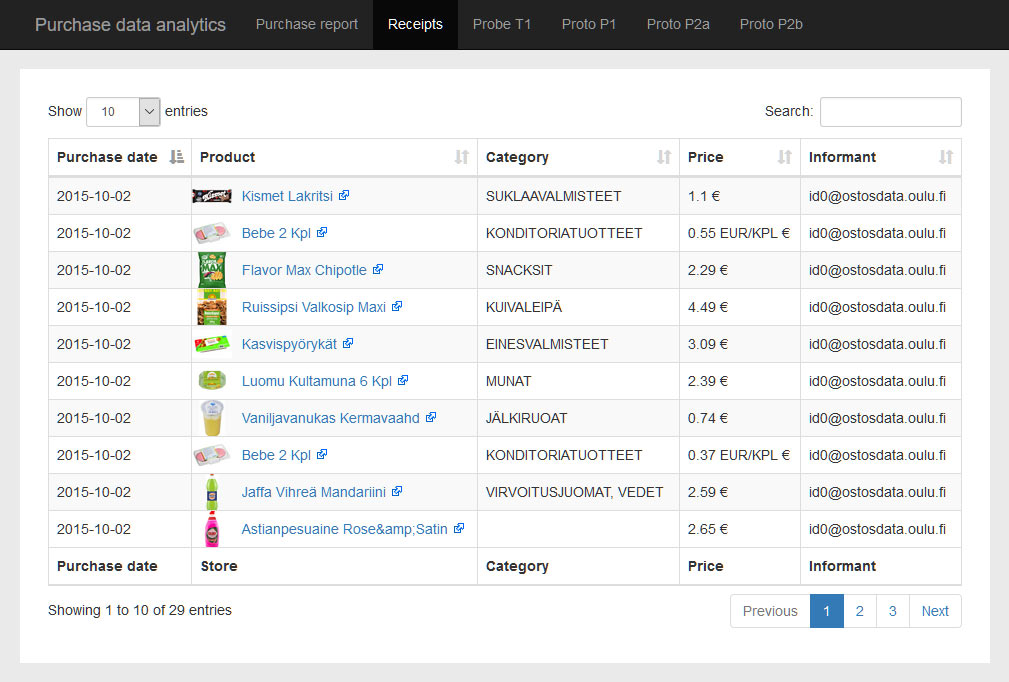 Purchase data analytics Purchase report Receipts Probe T1 Proto P1 Proto P2a Proto P2b
Show 10 entries Search:
Purchase date Product Category Price Informant
2015-10-02 Kismet Lakritsi SUKLAAVALMISTEET 1.1 € id0@ostosdata.oulu.fi
2015-10-02 Bebe 2 Kpl KONDITORIATUOTTEET 0.55 EUR/KPL € id0@ostosdata.oulu.fi
2015-10-02 Flavor Max Chipotle SNACKSIT 2.29 € id0@ostosdata.oulu.fi
2015-10-02 Ruissipsi Valkosip Maxi KUIVALEIPÄ 4.49 € id0@ostosdata.oulu.fi
2015-10-02 Kasvispyörykät EINESVALMISTEET 3.09 € id0@ostosdata.oulu.fi
2015-10-02 Luomu Kultamuna 6 Kpl MUNAT 2.39 € id0@ostosdata.oulu.fi
2015-10-02 Vaniljavanukas Kermavaahd JÄLKIRUOAT 0.74 € id0@ostosdata.oulu.fi
2015-10-02 Bebe 2 Kpl KONDITORIATUOTTEET 0.37 EUR/KPL € id0@ostosdata.oulu.fi
2015-10-02 Jaffa Vihreä Mandariini VIRVOITUSJUOMAT, VEDET 2.59 € id0@ostosdata.oulu.fi
2015-10-02 Astianpesuaine Rose&amp;Satin 2.65 € id0@ostosdata.oulu.fi
Purchase date Store Category Price Informant
Showing 1 to 10 of 29 entries Previous 1 2 3 Next